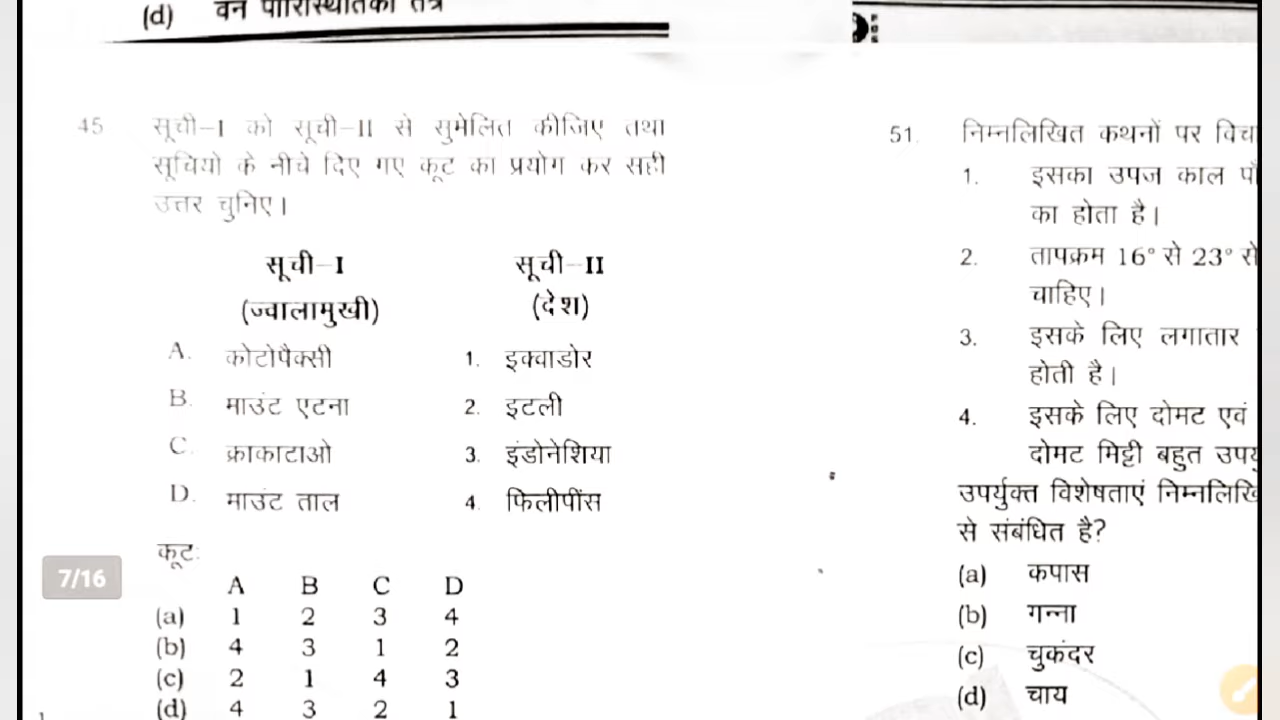 (d) वन पारिस्थितिकी तंत्र
45 सूची-I को सूची-II से सुमेलित कीजिए तथा
सूचियो के नीचे दिए गए कूट का प्रयोग कर सही
उत्तर चुनिए।
सूची-I सूची-II
(ज्वालामुखी) (देश)
A. कोटोपैक्सी 1. इक्वाडोर
B. माउंट एटना 2. इटली
C. क्राकाटाओ 3. इंडोनेशिया
D. माउंट ताल 4. फिलीपींस
कूटः
7/16
A B C D
(a) 1 2 3 4
(b) 4 3 1 2
(c) 2 1 4 3
(d) 4 3 2 1
51. निम्नलिखित कथनों पर
1. इसका उपज काल
का होता है।
2. तापक्रम 16° से 23° से
चाहिए।
3. इसके लिए लगातार
होती है।
4. इसके लिए दोमट एवं
दोमट मिट्टी बहुत
उपर्युक्त विशेषताएं
से संबंधित है?
(a) कपास
(b) गन्ना
(c) चुकंदर
(d) चाय